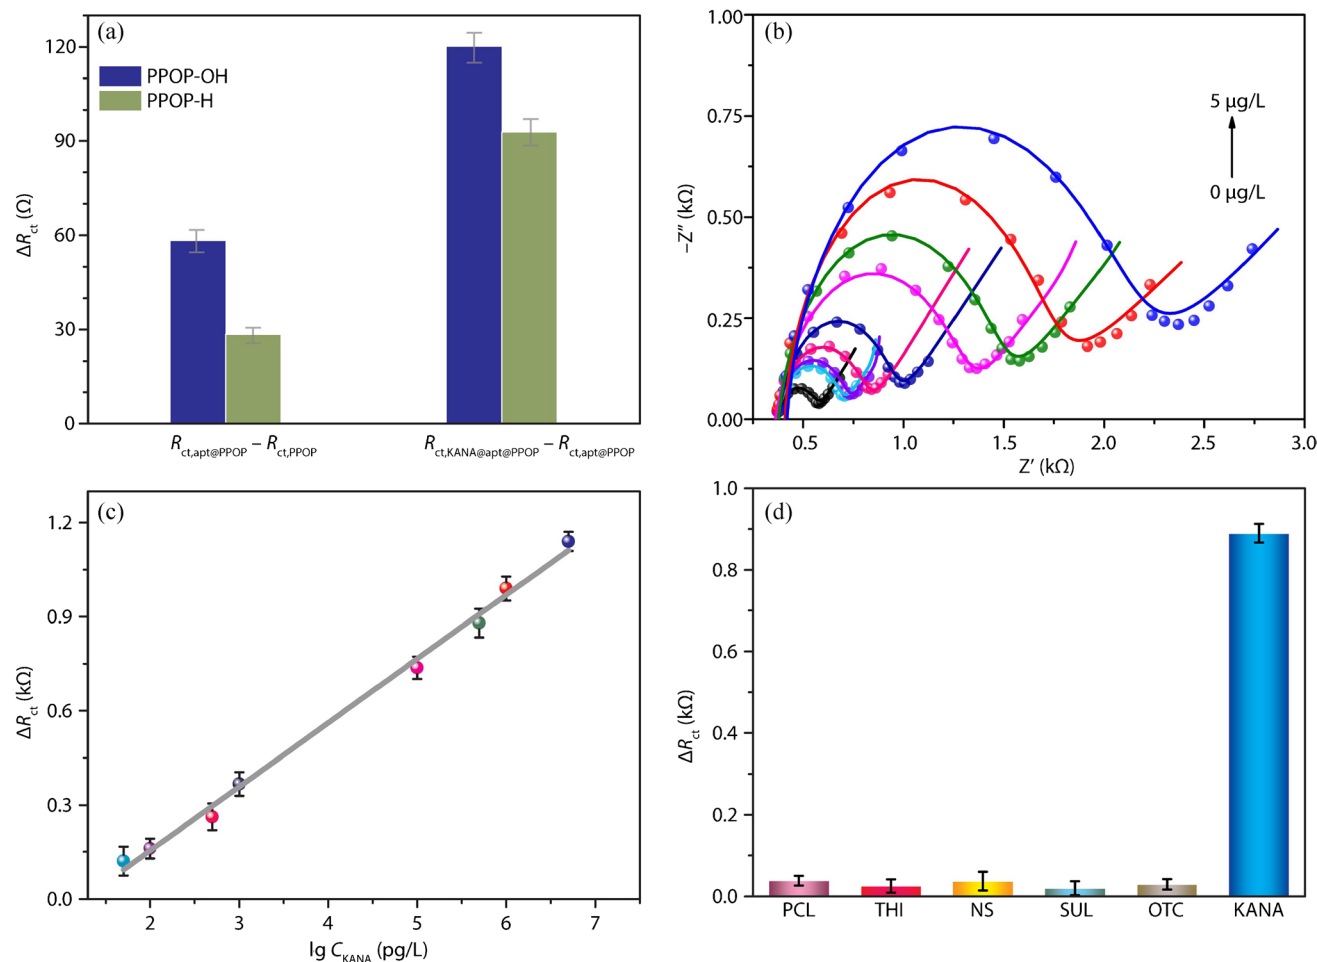 (a)
120
90
60
30
0
ΔRct (Ω)
PPOP-OH
PPOP-H
Rct,apt@PPOP – Rct,PPOP
Rct,KANA@apt@PPOP – Rct,apt@PPOP
(b)
1.00
0.75
0.50
0.25
0.00
–Z″ (kΩ)
5 μg/L
0 μg/L
0.5 1.0 1.5 2.0 2.5 3.0
Z′ (kΩ)
(c)
1.2
0.9
0.6
0.3
0.0
ΔRct (kΩ)
2 3 4 5 6 7
lg CKANA (pg/L)
(d)
1.0
0.8
0.6
0.4
0.2
0.0
ΔRct (kΩ)
PCL THI NS SUL OTC KANA